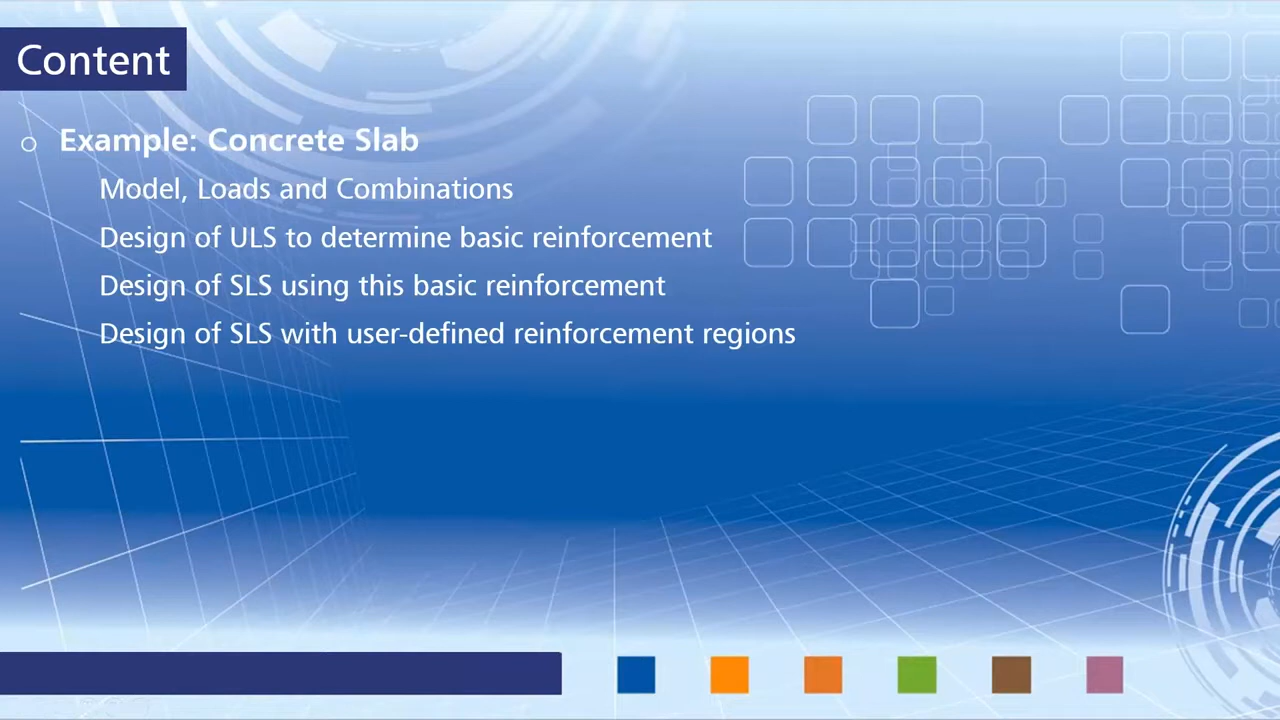 Content
Example: Concrete Slab
Model, Loads and Combinations
Design of ULS to determine basic reinforcement
Design of SLS using this basic reinforcement
Design of SLS with user-defined reinforcement regions